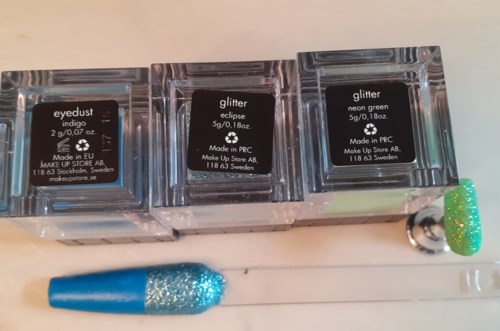 eyedust
indigo
2 g/0,07 oz.
Made in EU
MAKE UP STORE AB,
118 63 Stockholm, Sweden
makeupstore.se
glitter
eclipse
5g/0,18oz.
Made in PRC
Make Up Store AB,
118 63 Sweden
glitter
neon green
5g/0,18oz.
Made in PRC
Make Up Store AB,
118 63 Sweden